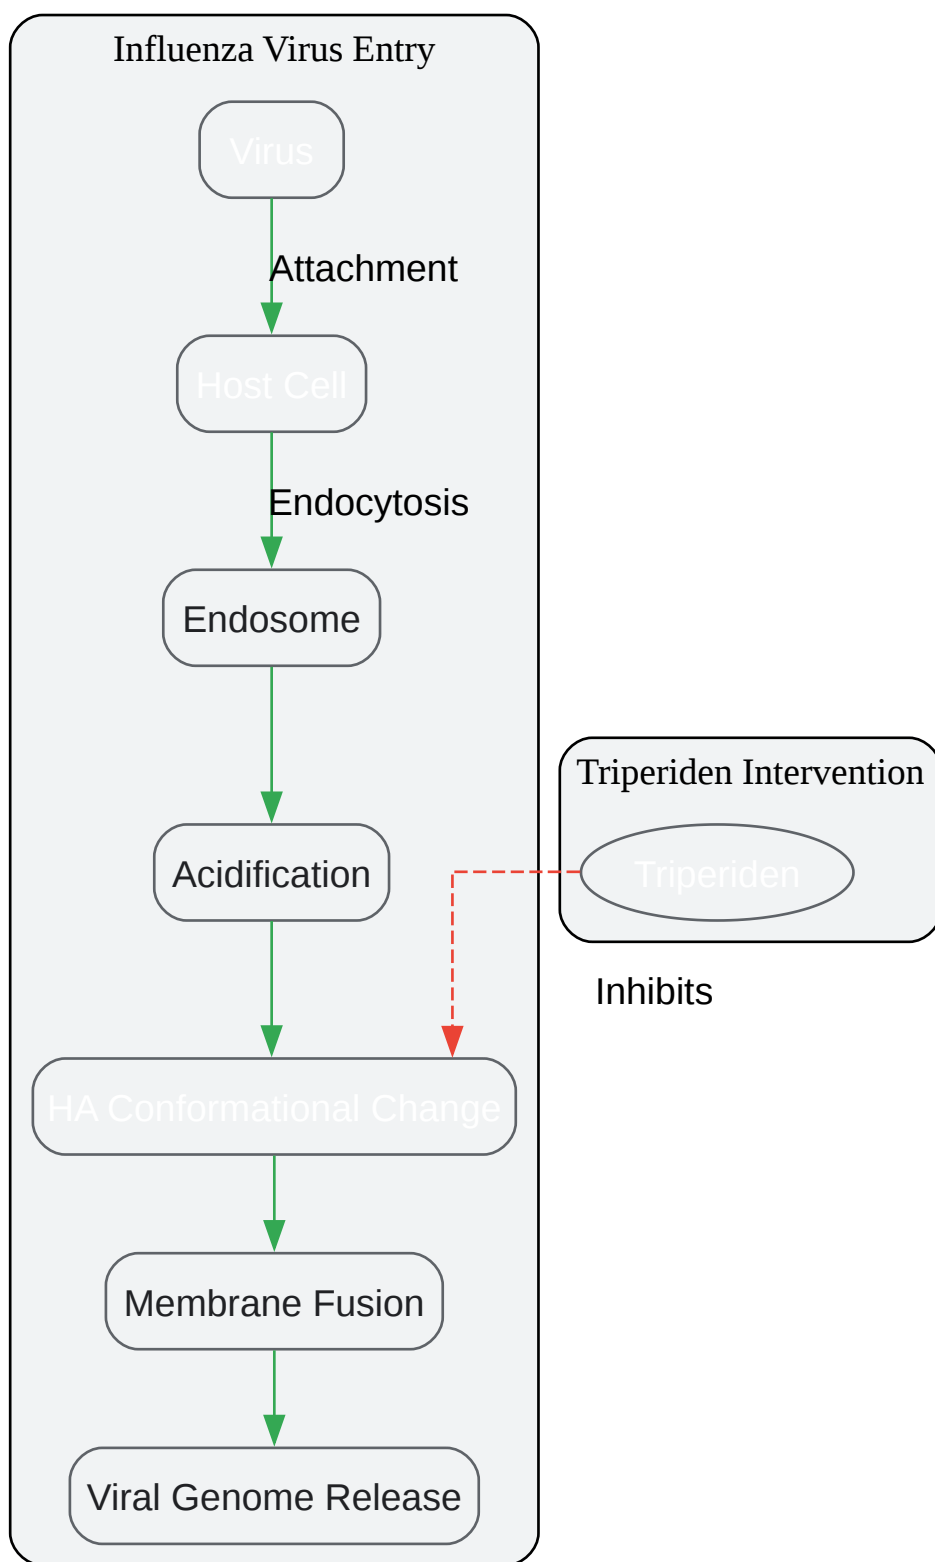 Influenza Virus Entry
Virus
Attachment
Host Cell
Endocytosis
Endosome
Acidification
Triperiden Intervention
Triperiden
Inhibits
HA Conformational Change
Membrane Fusion
Viral Genome Release